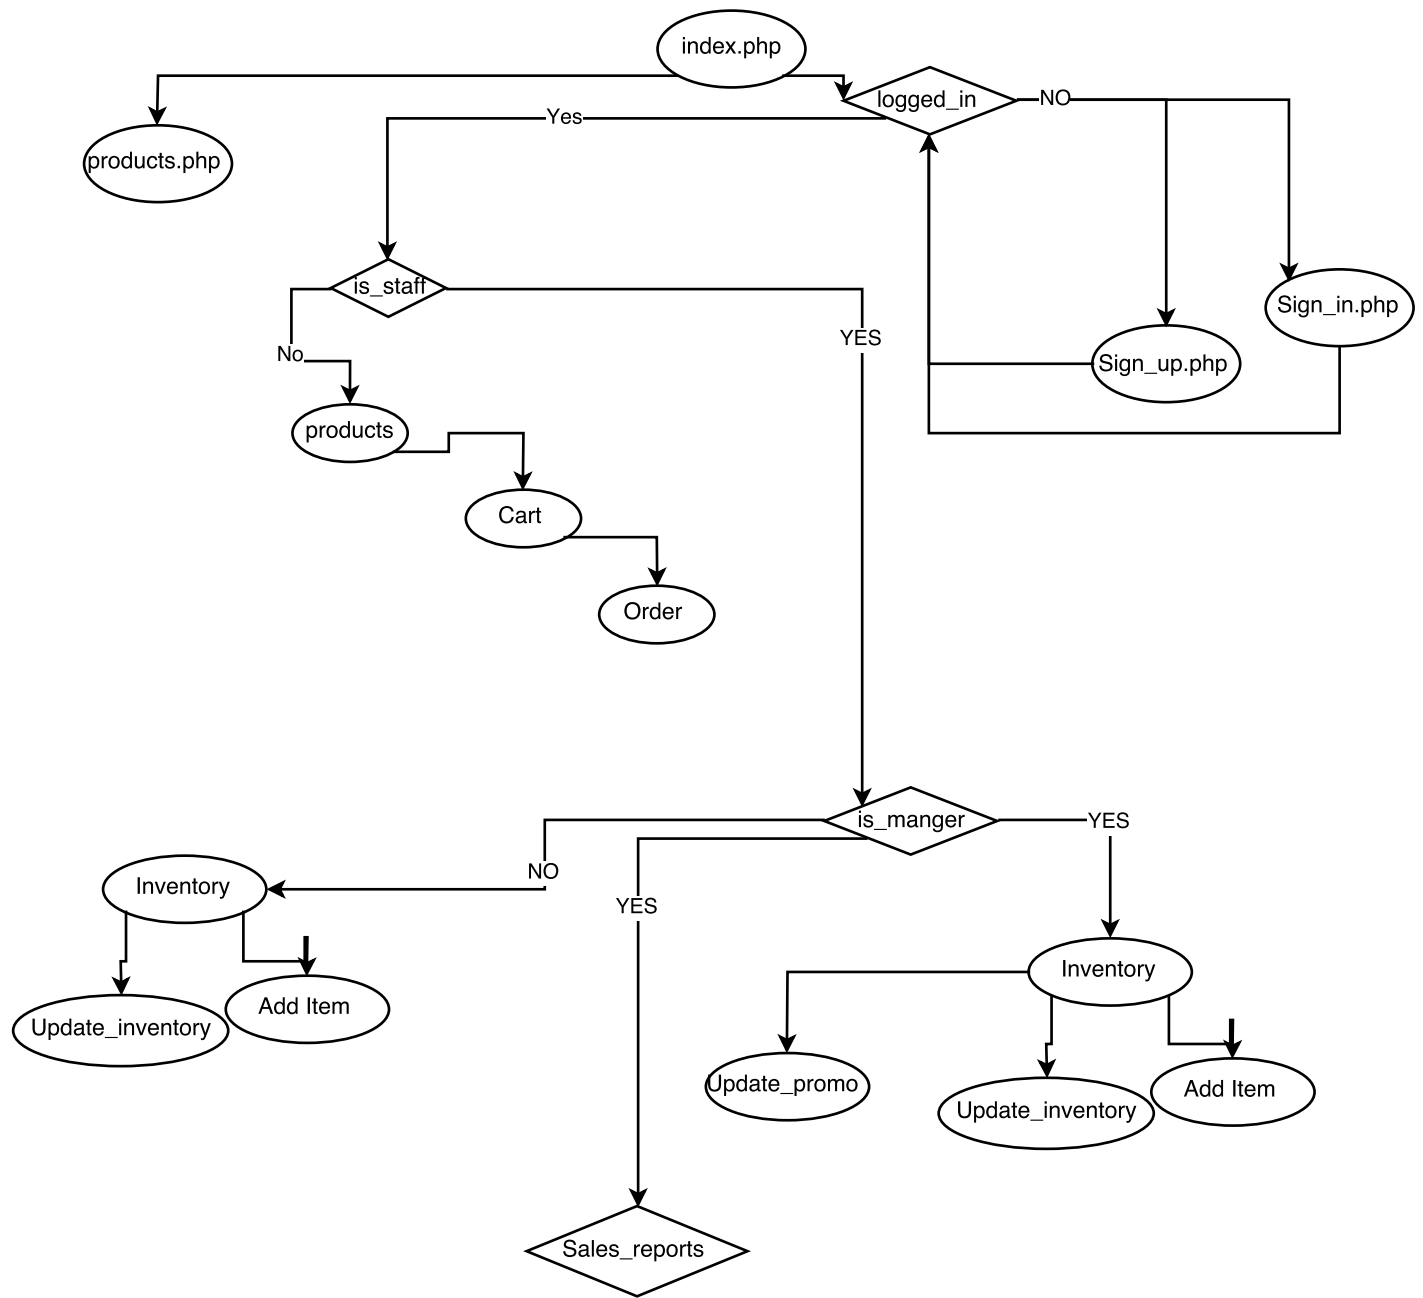 index.php
logged_in
NO
Yes
products.php
is_staff
Sign_in.php
YES
No
Sign_up.php
products
Cart
Order
is_manger
YES
NO
Inventory
YES
Inventory
Add Item
Update_inventory
Update_promo
Update_inventory
Add Item
Sales_reports